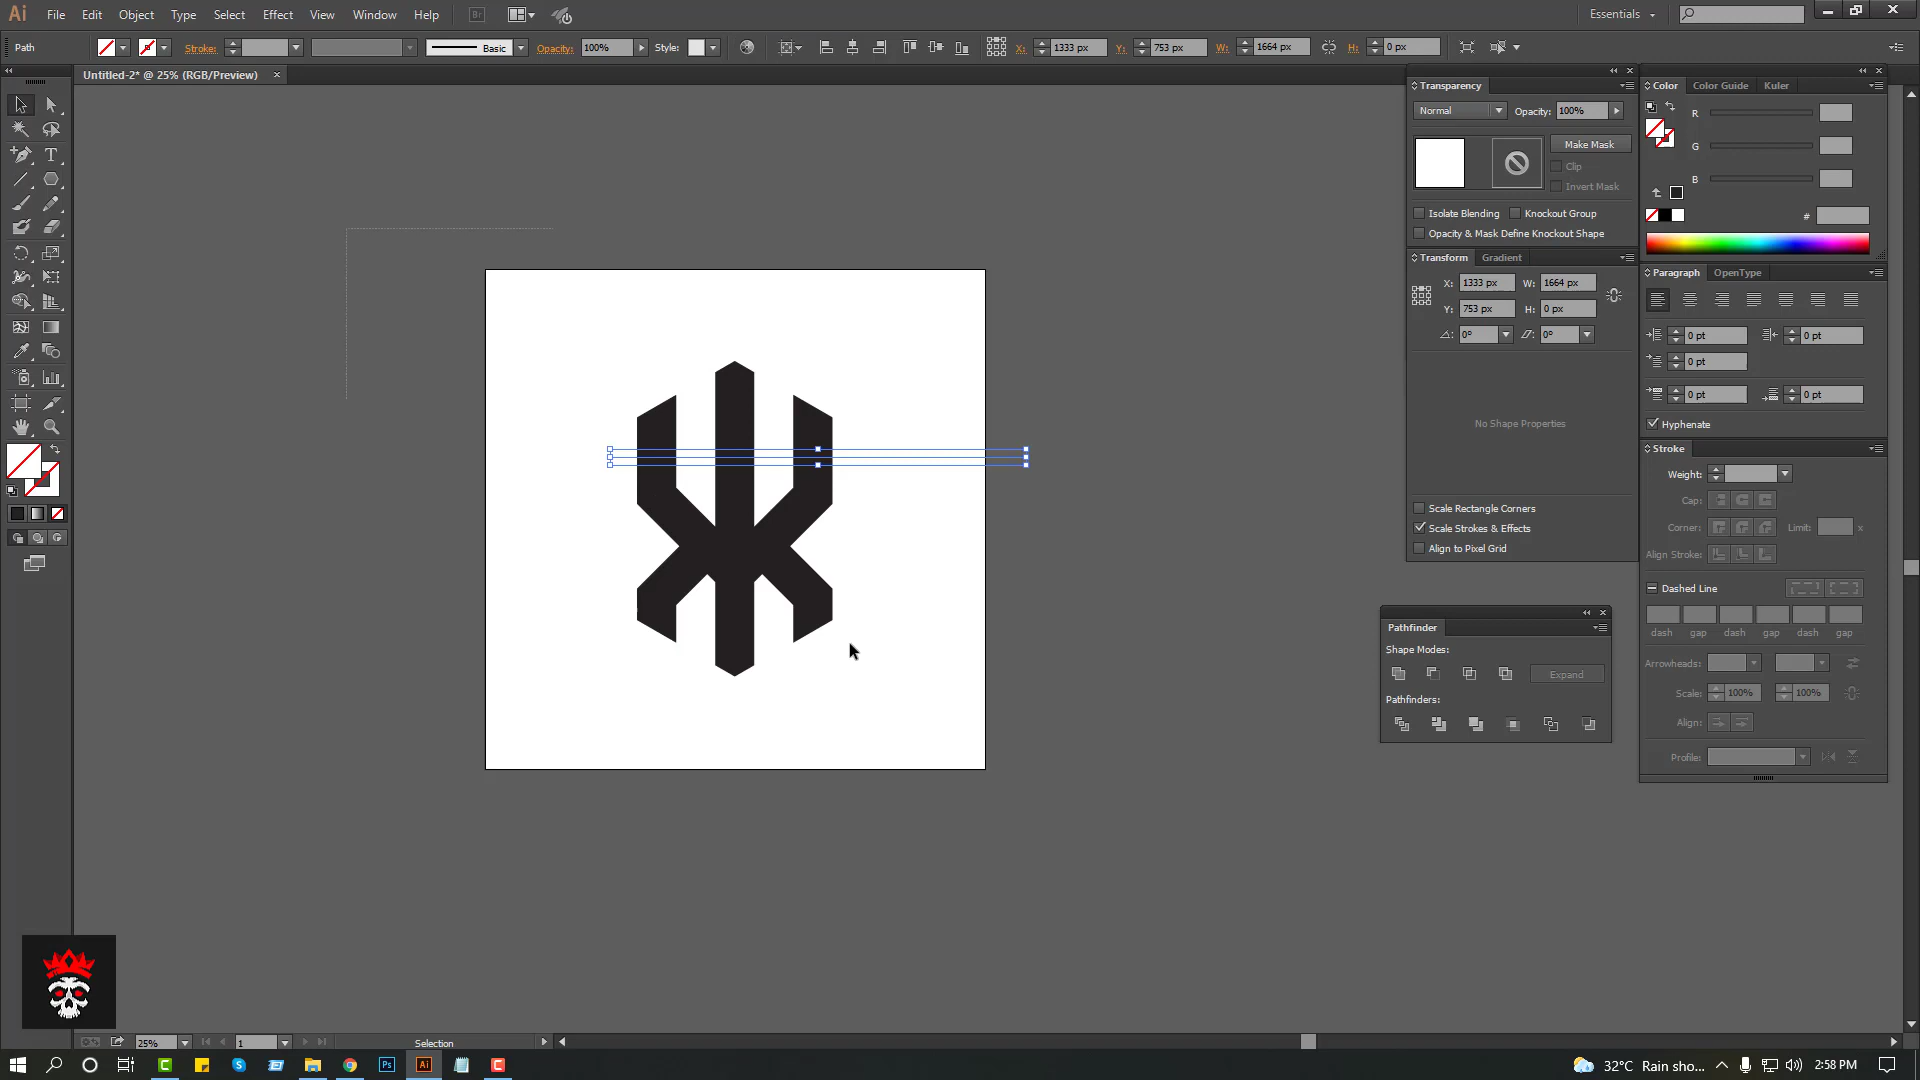 Ai File Edit Object Type Select Effect View Window Help Br Essentials
Path Stroke: Basic Opacity: 100% Style: X: 1333 px Y: 753 px W: 1664 px H: 0 px
Untitled-2* @ 25% (RGB/Preview)
Transparency
Normal Opacity: 100%
Make Mask
Clip
Invert Mask
Isolate Blending Knockout Group
Opacity & Mask Define Knockout Shape
Transform Gradient
X: 1333 px W: 1664 px
Y: 753 px H: 0 px
0° 0°
No Shape Properties
Scale Rectangle Corners
Scale Strokes & Effects
Align to Pixel Grid
Pathfinder
Shape Modes:
Expand
Pathfinders:
Color Color Guide Kuler
R
G
B
#
Paragraph OpenType
0 pt 0 pt
0 pt
0 pt 0 pt
Hyphenate
Stroke
Weight:
Cap:
Corner: Limit: x
Align Stroke:
Dashed Line
dash gap dash gap dash gap
Arrowheads:
Scale: 100% 100%
Align:
Profile:
25% 1 Selection
Ps Ai 32°C Rain sho... 2:58 PM